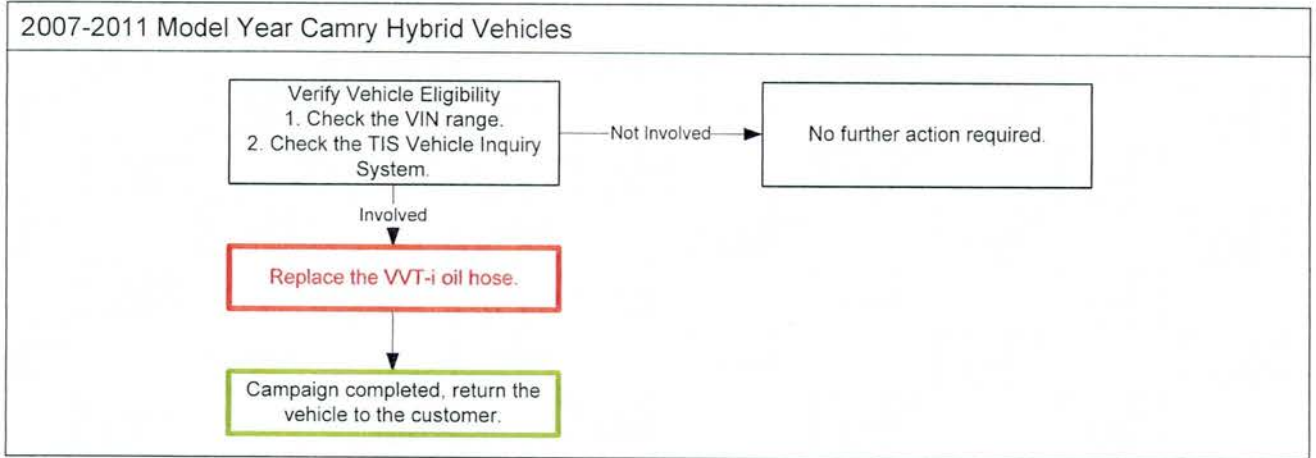 2007-2011 Model Year Camry Hybrid Vehicles
Verify Vehicle Eligibility
1. Check the VIN range.
2. Check the TIS Vehicle Inquiry
System.
Not Involved
No further action required.
Involved
Replace the VVT-i oil hose.
Campaign completed, return the
vehicle to the customer.